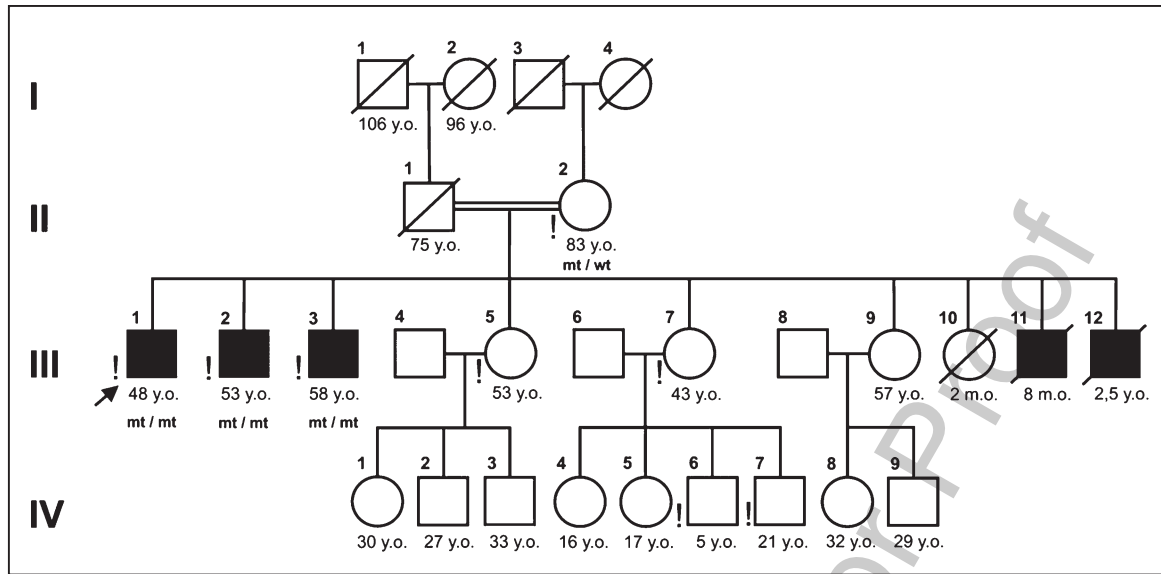 1 2 3 4
I
106 y.o. 96 y.o.
1 2
II
! 
75 y.o. 83 y.o.
mt / wt
1 2 3 4 5 6 7 8 9 10 11 12
III
! ! ! ! !
48 y.o. 53 y.o. 58 y.o. 53 y.o. 43 y.o. 57 y.o. 2 m.o. 8 m.o. 2,5 y.o.
mt / mt mt / mt mt / mt
1 2 3 4 5 6 7 8 9
IV
! !
30 y.o. 27 y.o. 33 y.o. 16 y.o. 17 y.o. 5 y.o. 21 y.o. 32 y.o. 29 y.o.
or Proof